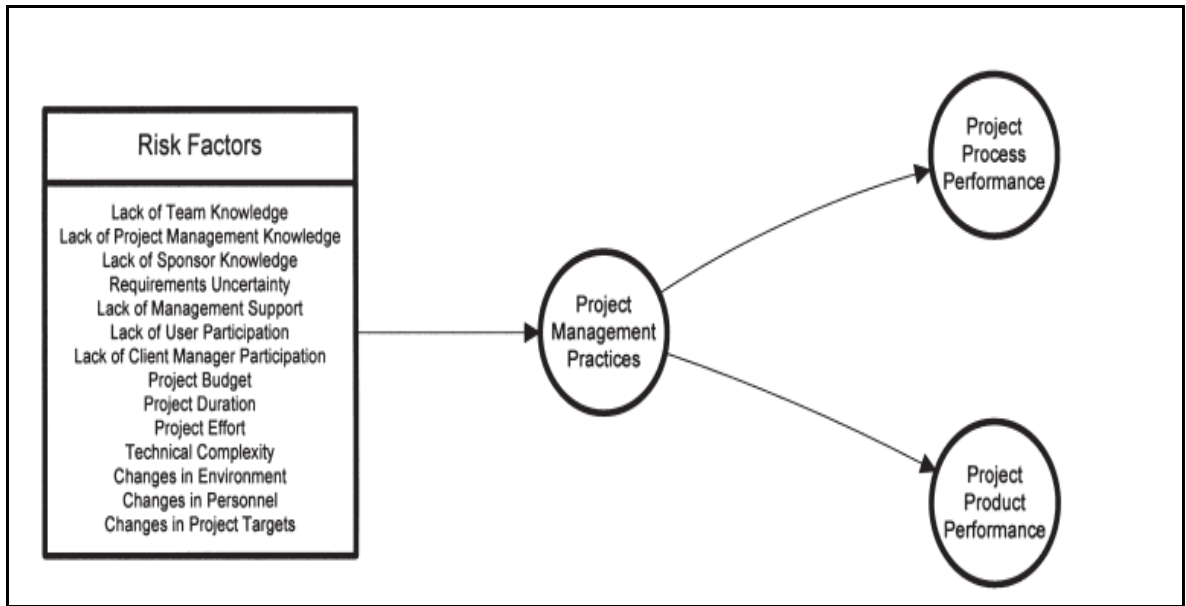 Risk Factors
Lack of Team Knowledge
Lack of Project Management Knowledge
Lack of Sponsor Knowledge
Requirements Uncertainty
Lack of Management Support
Lack of User Participation
Lack of Client Manager Participation
Project Budget
Project Duration
Project Effort
Technical Complexity
Changes in Environment
Changes in Personnel
Changes in Project Targets
Project
Management
Practices
Project
Process
Performance
Project
Product
Performance